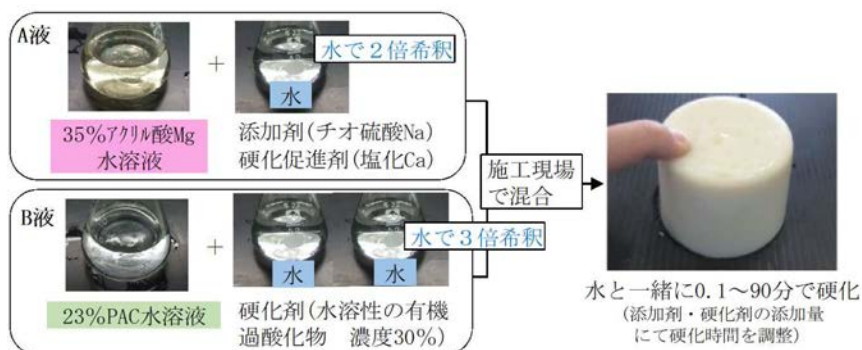 A液
水で2倍希釈
+
水
35%アクリル酸Mg
水溶液
添加剤(チオ硫酸Na)
硬化促進剤(塩化Ca)
B液
水で3倍希釈
+
水
水
23%PAC水溶液
硬化剤(水溶性の有機
過酸化物 濃度30%)
施工現場
で混合
水と一緒に0.1~90分で硬化
(添加剤・硬化剤の添加量
にて硬化時間を調整)